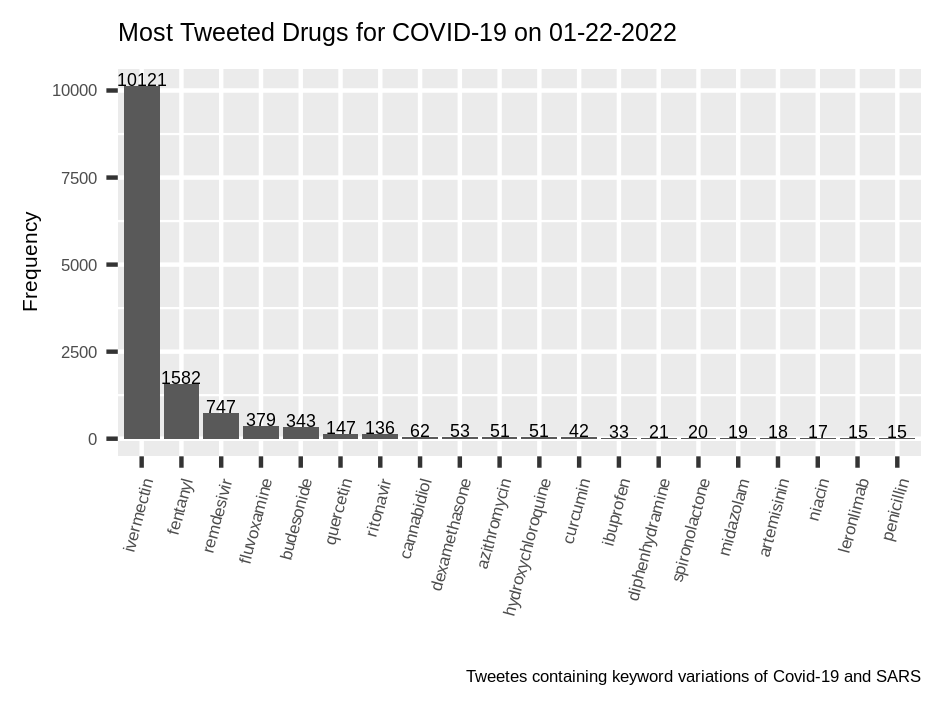 Most Tweeted Drugs for COVID-19 on 01-22-2022
Frequency
10000
7500
5000
2500
0
10121
1582
747
379
343
147
136
62
53
51
51
42
33
21
20
19
18
17
15
15
ivermectin
fentanyl
remdesivir
fluvoxamine
budesonide
quercetin
ritonavir
cannabidiol
dexamethasone
azithromycin
hydroxychloroquine
curcumin
ibuprofen
diphenhydramine
spironolactone
midazolam
artemisinin
niacin
leronlimab
penicillin
Tweetes containing keyword variations of Covid-19 and SARS